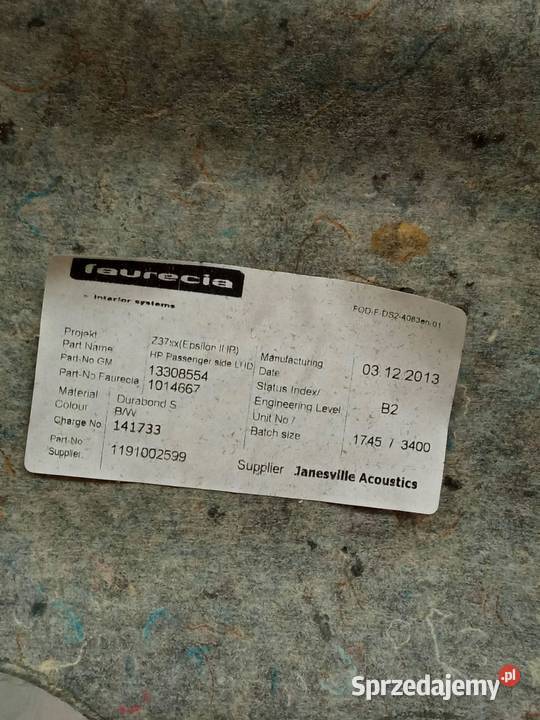 faurecia
Interior systems
FOD-F-DS2-4063en/01
Projekt Z37xx(Epsilon II IP)
Part Name HP Passenger side LHD
Part-No GM 13308554
Part-No Faurecia 1014667
Material Durabond S
Colour B/W
Charge No 141733
Part-No
Supplier 1191002599
Manufacturing
Date 03.12.2013
Status Index/
Engineering Level B2
Unit No /
Batch size 1745 / 3400
Supplier Janesville Acoustics
Sprzedajemy.pl